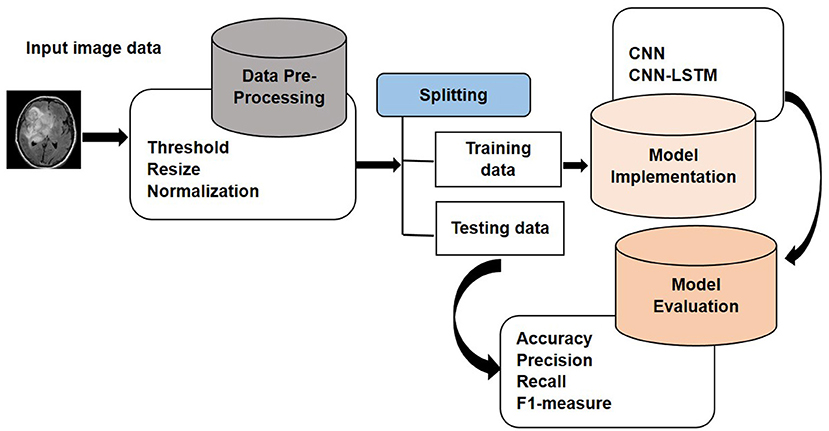 Input image data
Data Pre-
Processing
Threshold
Resize
Normalization
Splitting
Training
data
Testing data
CNN
CNN-LSTM
Model
Implementation
Model
Evaluation
Accuracy
Precision
Recall
F1-measure